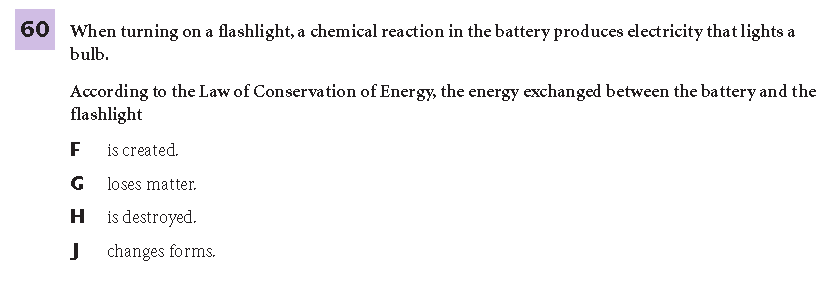 60 When turning on a flashlight, a chemical reaction in the battery produces electricity that lights a
bulb.
According to the Law of Conservation of Energy, the energy exchanged between the battery and the
flashlight
F is created.
G loses matter.
H is destroyed.
J changes forms.